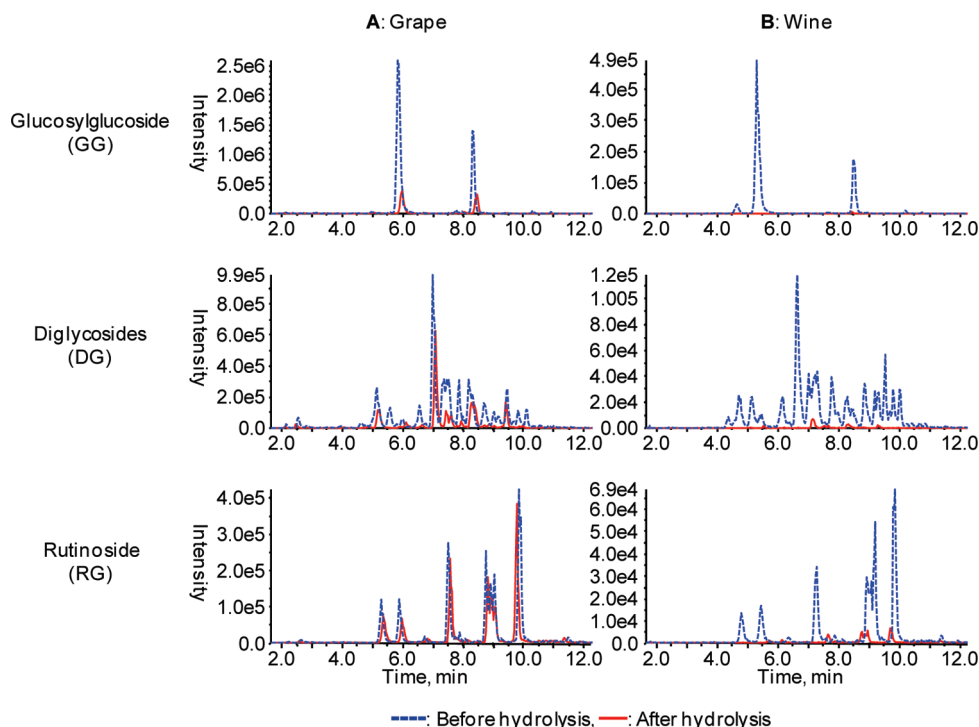 A: Grape
B: Wine
Glucosylglucoside
(GG)
Intensity
2.5e6
2.0e6
1.5e6
1.0e6
5.0e5
0.0
2.0 4.0 6.0 8.0 10.0 12.0
4.9e5
4.0e5
3.0e5
2.0e5
1.0e5
0.0
2.0 4.0 6.0 8.0 10.0 12.0
Diglycosides
(DG)
Intensity
9.9e5
8.0e5
6.0e5
4.0e5
2.0e5
0.0
2.0 4.0 6.0 8.0 10.0 12.0
1.2e5
1.005
8.0e4
6.0e4
4.0e4
2.0e4
0.00
2.0 4.0 6.0 8.0 10.0 12.0
Rutinoside
(RG)
Intensity
4.0e5
3.0e5
2.0e5
1.0e5
0.0
2.0 4.0 6.0 8.0 10.0 12.0
Time, min
6.9e4
6.0e4
5.0e4
4.0e4
3.0e4
2.0e4
1.0e4
0.0
2.0 4.0 6.0 8.0 10.0 12.0
Time, min
: Before hydrolysis, : After hydrolysis